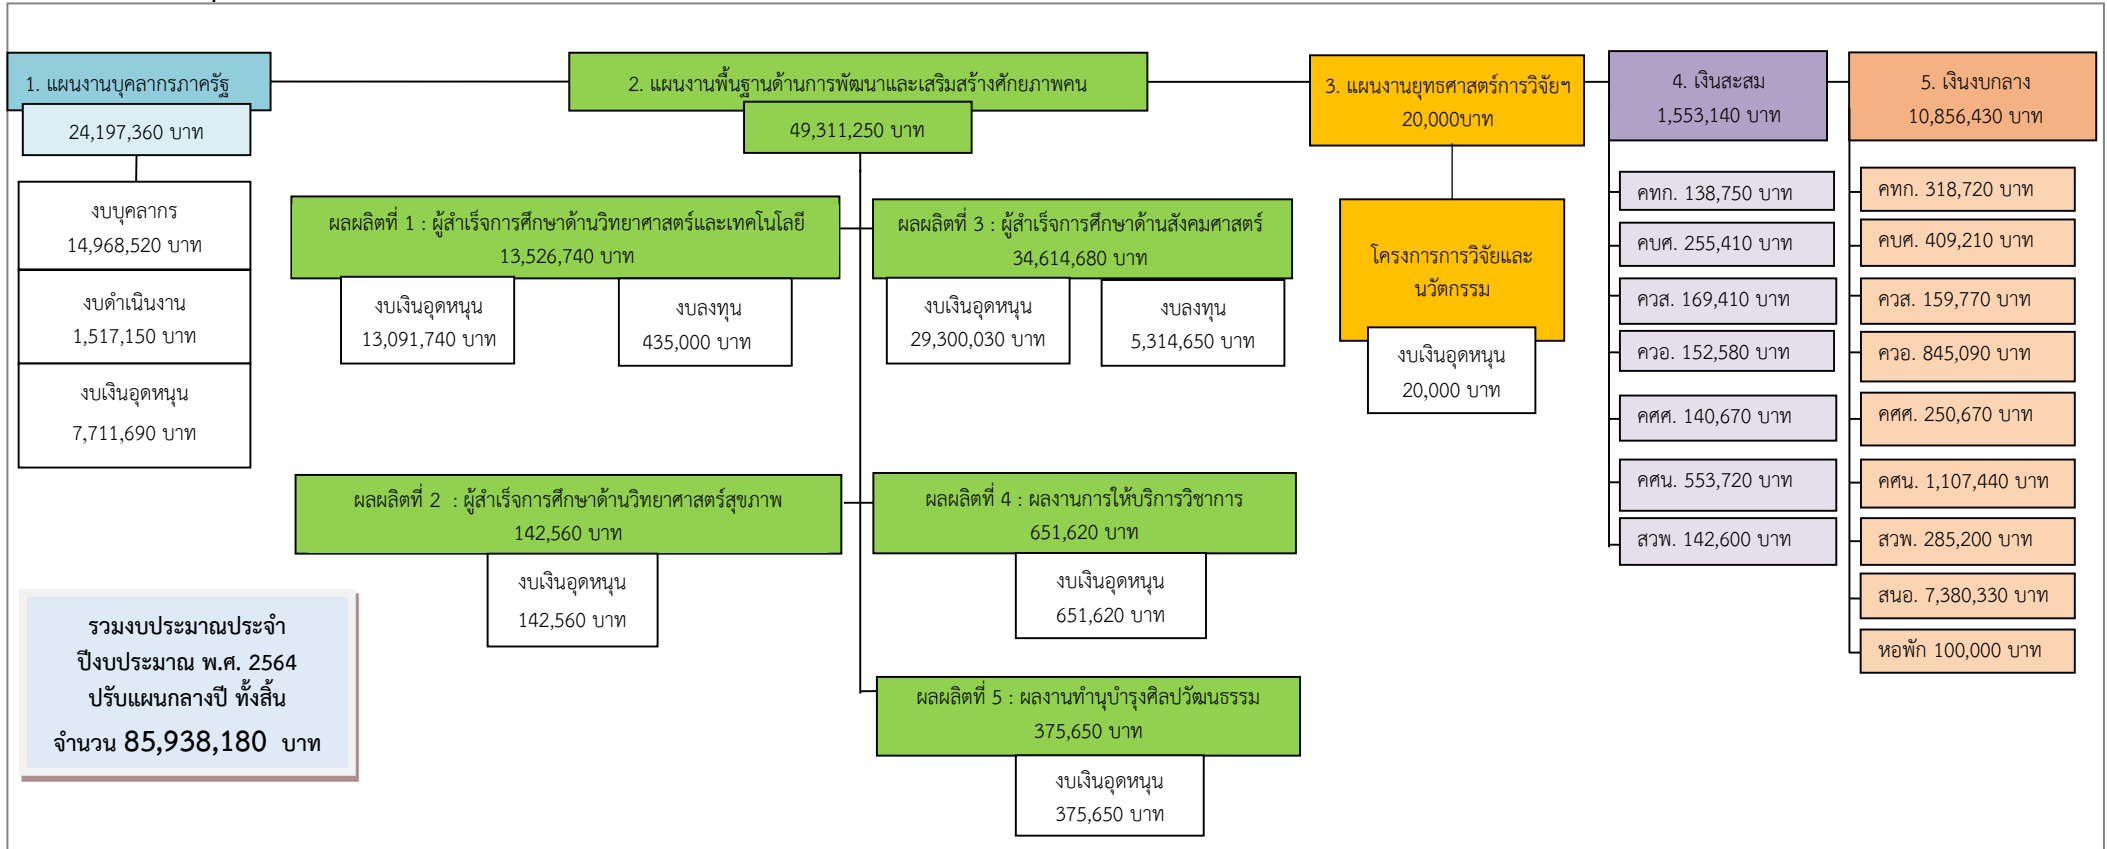 1. แผนงานบุคลากรภาครัฐ
24,197,360 บาท
งบบุคลากร
14,968,520 บาท
งบดำเนินงาน
1,517,150 บาท
งบเงินอุดหนุน
7,711,690 บาท
2. แผนงานพื้นฐานด้านการพัฒนาและเสริมสร้างศักยภาพคน
49,311,250 บาท
ผลผลิตที่ 1 : ผู้สำเร็จการศึกษาด้านวิทยาศาสตร์และเทคโนโลยี
13,526,740 บาท
งบเงินอุดหนุน
13,091,740 บาท
งบลงทุน
435,000 บาท
ผลผลิตที่ 3 : ผู้สำเร็จการศึกษาด้านสังคมศาสตร์
34,614,680 บาท
งบเงินอุดหนุน
29,300,030 บาท
งบลงทุน
5,314,650 บาท
ผลผลิตที่ 2 : ผู้สำเร็จการศึกษาด้านวิทยาศาสตร์สุขภาพ
142,560 บาท
งบเงินอุดหนุน
142,560 บาท
ผลผลิตที่ 4 : ผลงานการให้บริการวิชาการ
651,620 บาท
งบเงินอุดหนุน
651,620 บาท
ผลผลิตที่ 5 : ผลงานทำนุบำรุงศิลปวัฒนธรรม
375,650 บาท
งบเงินอุดหนุน
375,650 บาท
3. แผนงานยุทธศาสตร์การวิจัยฯ
20,000บาท
โครงการการวิจัยและ
นวัตกรรม
งบเงินอุดหนุน
20,000 บาท
4. เงินสะสม
1,553,140 บาท
คทก. 138,750 บาท
คบศ. 255,410 บาท
ควส. 169,410 บาท
ควอ. 152,580 บาท
คศศ. 140,670 บาท
คศน. 553,720 บาท
สวพ. 142,600 บาท
5. เงินงบกลาง
10,856,430 บาท
คทก. 318,720 บาท
คบศ. 409,210 บาท
ควส. 159,770 บาท
ควอ. 845,090 บาท
คศศ. 250,670 บาท
คศน. 1,107,440 บาท
สวพ. 285,200 บาท
สนอ. 7,380,330 บาท
หอพัก 100,000 บาท
รวมงบประมาณประจำ
ปีงบประมาณ พ.ศ. 2564
ปรับแผนกลางปี ทั้งสิ้น
จำนวน 85,938,180 บาท